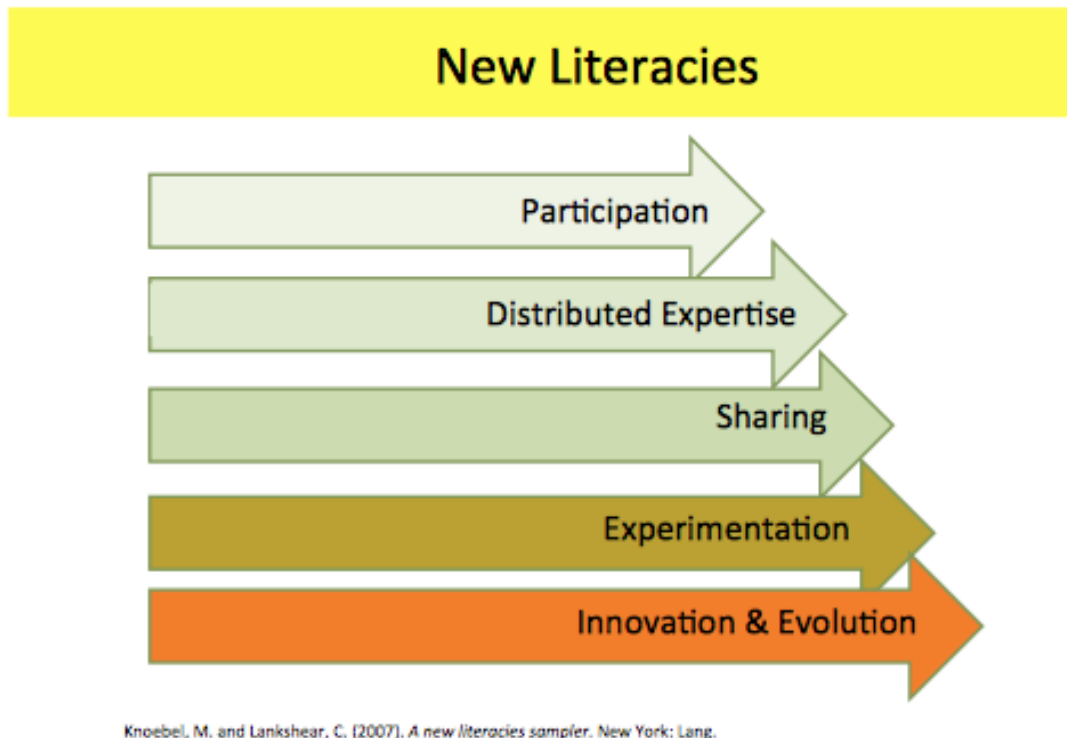 New Literacies
Participation
Distributed Expertise
Sharing
Experimentation
Innovation & Evolution
Knoebel, M. and Lankshear, C. (2007). A new literacies sampler. New York: Lang.